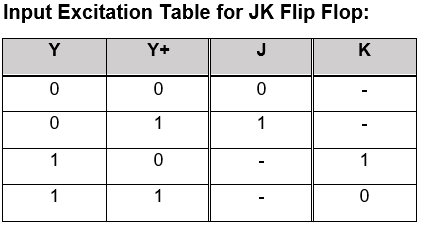 Input Excitation Table for JK Flip Flop:
Y Y+ J K
0 0 0 -
0 1 1 -
1 0 - 1
1 1 - 0